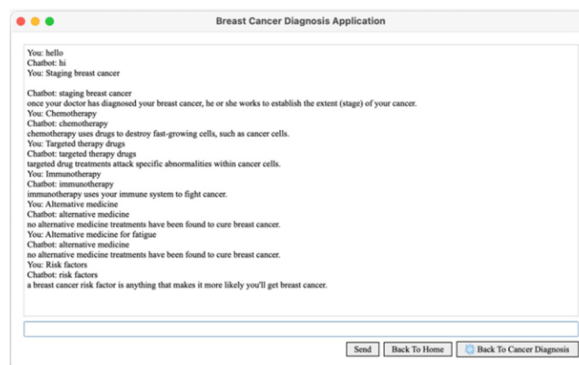 Breast Cancer Diagnosis Application
You: hello
Chatbot: hi
You: Staging breast cancer
Chatbot: staging breast cancer
once your doctor has diagnosed your breast cancer, he or she works to establish the extent (stage) of your cancer.
You: Chemotherapy
Chatbot: chemotherapy
chemotherapy uses drugs to destroy fast-growing cells, such as cancer cells.
You: Targeted therapy drugs
Chatbot: targeted therapy drugs
targeted drug treatments attack specific abnormalities within cancer cells.
You: Immunotherapy
Chatbot: immunotherapy
immunotherapy uses your immune system to fight cancer.
You: Alternative medicine
Chatbot: alternative medicine
no alternative medicine treatments have been found to cure breast cancer.
You: Alternative medicine for fatigue
Chatbot: alternative medicine
no alternative medicine treatments have been found to cure breast cancer.
You: Risk factors
Chatbot: risk factors
a breast cancer risk factor is anything that makes it more likely you'll get breast cancer.
Send Back To Home Back To Cancer Diagnosis